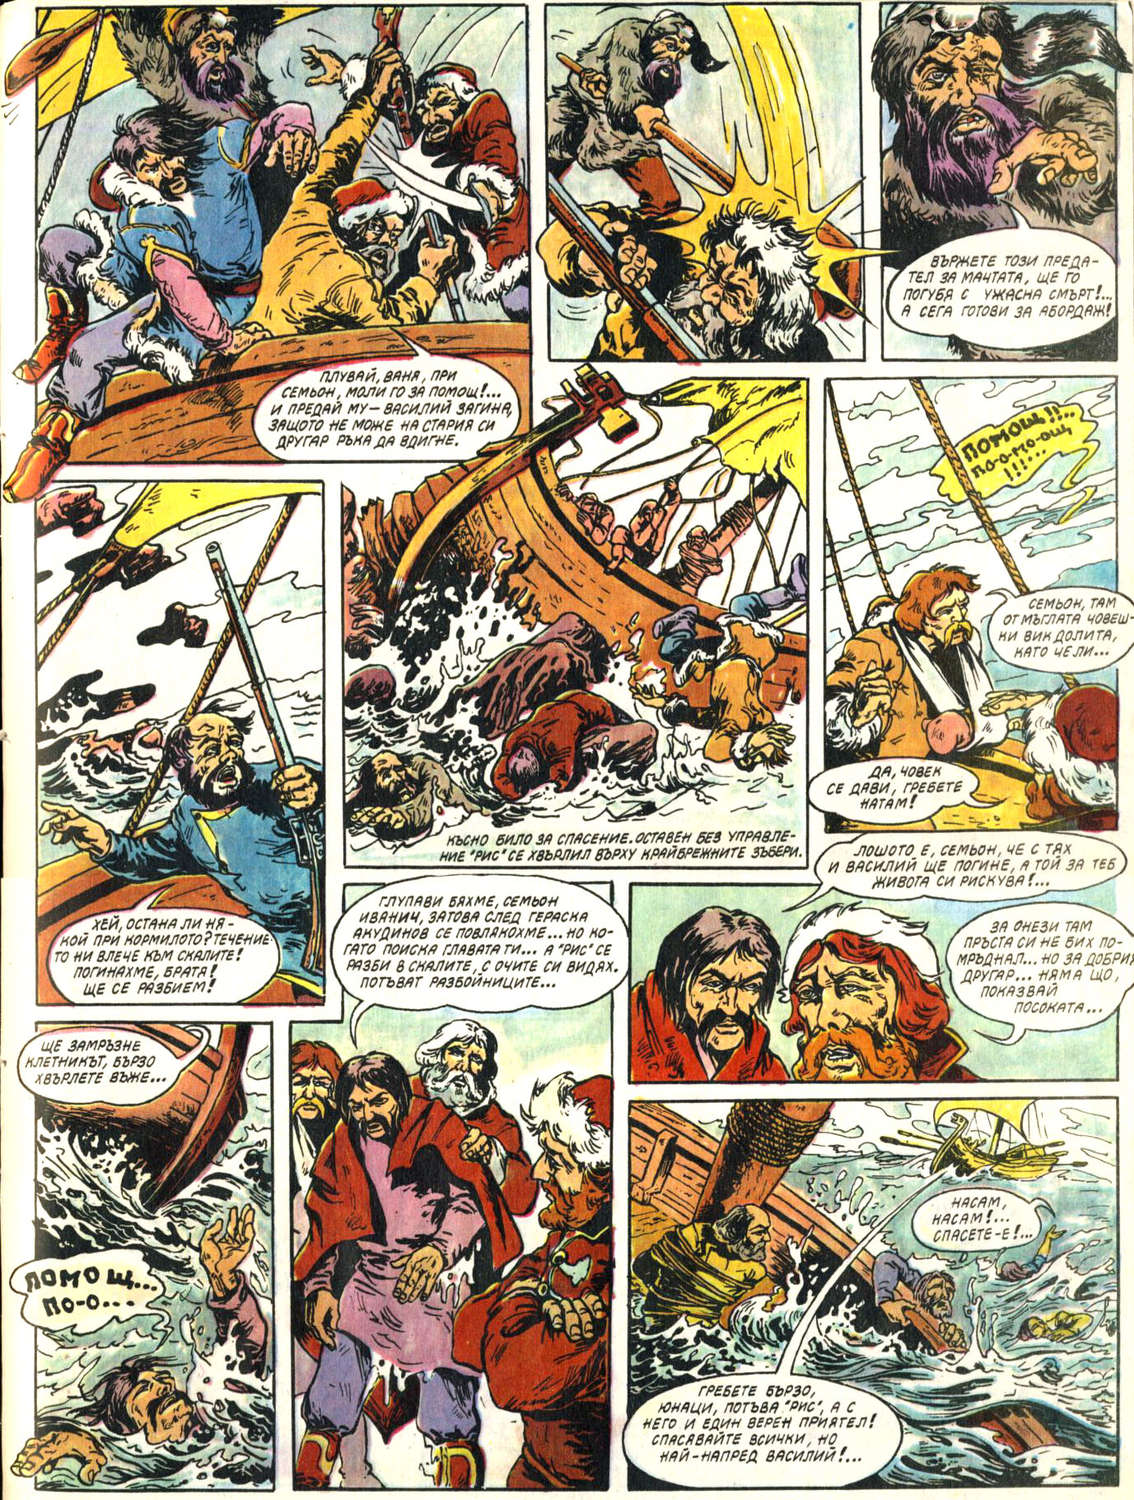 ПЛУВАЙ, ВАНЯ, ПРИ
СЕМЬОН, МОЛИ ГО ЗА ПОМОЩ!...
И ПРЕДАЙ МУ – ВАСИЛИЙ ЗАГИНА,
ЗАЩОТО НЕ МОЖЕ НА СТАРИЯ СИ
ДРУГАР РЪКА ДА ВДИГНЕ.
ВЪРЖЕТЕ ТОЗИ ПРЕДА-
ТЕЛ ЗА МАЧТАТА, ЩЕ ГО
ПОГУБЯ С УЖАСНА СМЪРТ!...
А СЕГА ГОТОВИ ЗА АБОРДАЖ!
ХЕЙ, ОСТАНА ЛИ НЯ-
КОЙ ПРИ КОРМИЛОТО? ТЕЧЕНИЕ-
ТО НИ ВЛЕЧЕ КЪМ СКАЛИТЕ!
ПОГИНАХМЕ, БРАТЯ!
ЩЕ СЕ РАЗБИЕМ!
КЪСНО БИЛО ЗА СПАСЕНИЕ. ОСТАВЕН БЕЗ УПРАВЛЕ-
НИЕ "РИС" СЕ ХВЪРЛИЛ ВЪРХУ КРАЙБРЕЖНИТЕ ЗЪБЕРИ.
ПОМОЩ!!...
ПО-О-МО-ОЩ
!!!...
СЕМЬОН, ТАМ
ОТ МЪГЛАТА ЧОВЕШ-
КИ ВИК ДОЛИТА,
КАТО ЧЕ ЛИ...
ДА, ЧОВЕК
СЕ ДАВИ, ГРЕБЕТЕ
НАТАМ!
ЩЕ ЗАМРЪЗНЕ
КЛЕТНИКЪТ, БЪРЗО
ХВЪРЛЕТЕ ВЪЖЕ...
ПОМОЩ...
ПО-О...
ГЛУПАВИ БЯХМЕ, СЕМЬОН
ИВАНИЧ, ЗАТОВА СЛЕД ГЕРАСКА
АКУДИНОВ СЕ ПОВЛЯКОХМЕ... НО КО-
ГАТО ПОИСКА ГЛАВАТА ТИ... А "РИС" СЕ
РАЗБИ В СКАЛИТЕ, С ОЧИТЕ СИ ВИДЯХ.
ПОТЪВАТ РАЗБОЙНИЦИТЕ...
ЛОШОТО Е, СЕМЬОН, ЧЕ С ТЯХ
И ВАСИЛИЙ ЩЕ ПОГИНЕ, А ТОЙ ЗА ТЕБ
ЖИВОТА СИ РИСКУВА!...
ЗА ОНЕЗИ ТАМ
ПРЪСТА СИ НЕ БИХ ПО-
МРЪДНАЛ... НО ЗА ДОБРИЯ
ДРУГАР... НЯМА ЩО,
ПОКАЗВАЙ
ПОСОКАТА...
НАСАМ,
НАСАМ!...
СПАСЕТЕ-Е!...
ГРЕБЕТЕ БЪРЗО,
ЮНАЦИ, ПОТЪВА "РИС", А С
НЕГО И ЕДИН ВЕРЕН ПРИЯТЕЛ!
СПАСЯВАЙТЕ ВСИЧКИ, НО
НАЙ-НАПРЕД ВАСИЛИЙ!...